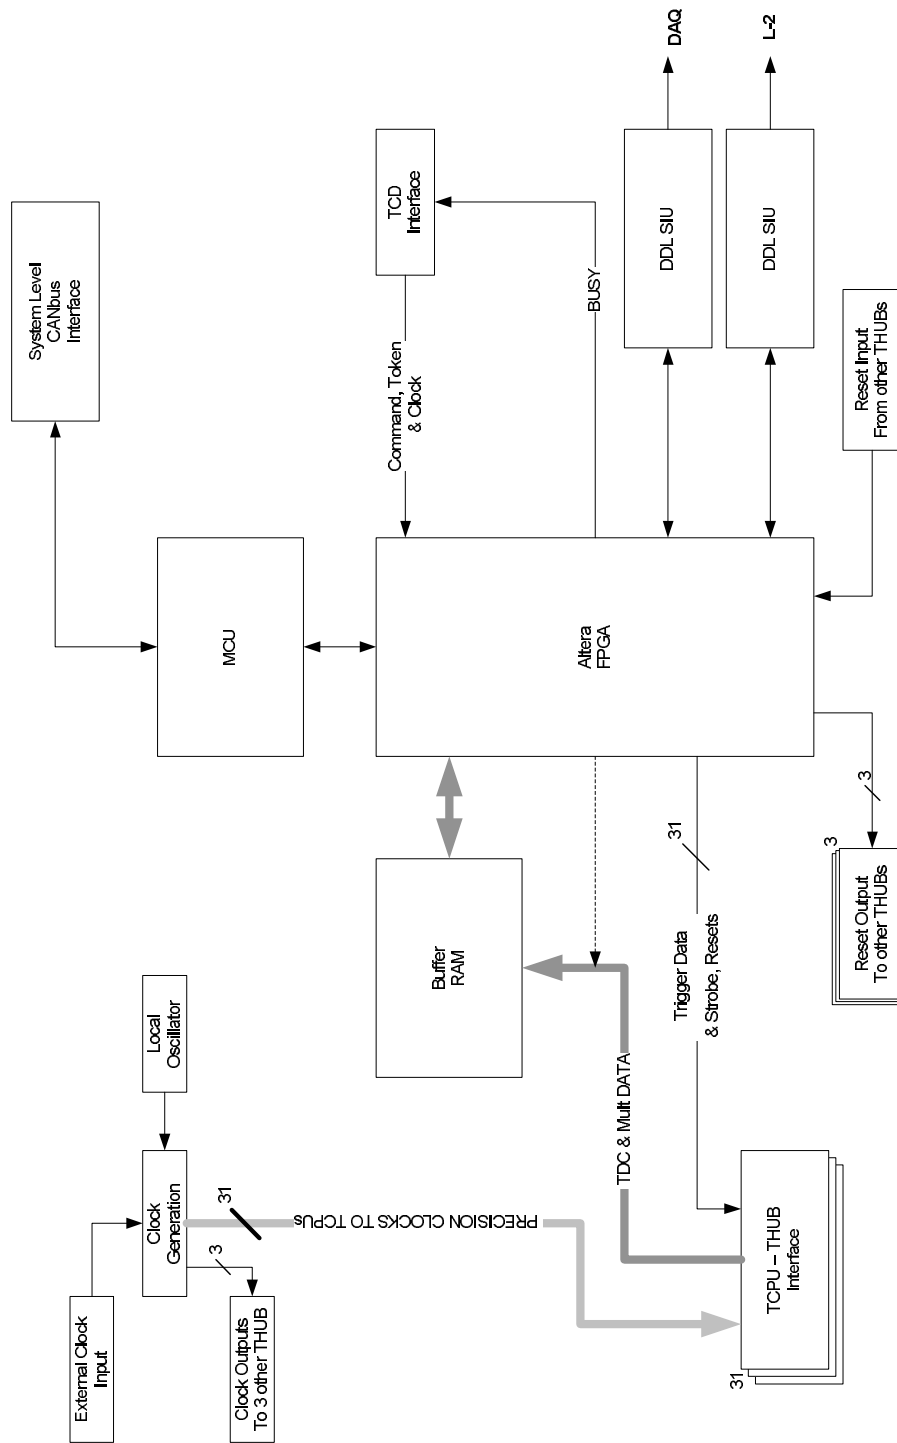 System Level
CANbus
Interface
MCU
TCD
Interface
Command, Token
& Clock
BUSY
DAQ
L-2
DDL SIU
DDL SIU
Reset Input
From other THUBs
Altera
FPGA
Buffer
RAM
31
Trigger Data
& Strobe, Resets
3
3
Reset Output
To other THUBs
TDC & Mult DATA
Local
Oscillator
Clock
Generation
31
3
PRECISION CLOCKS TO TCPUs
External Clock
Input
Clock Outputs
To 3 other THUB
TCPU – THUB
Interface
31